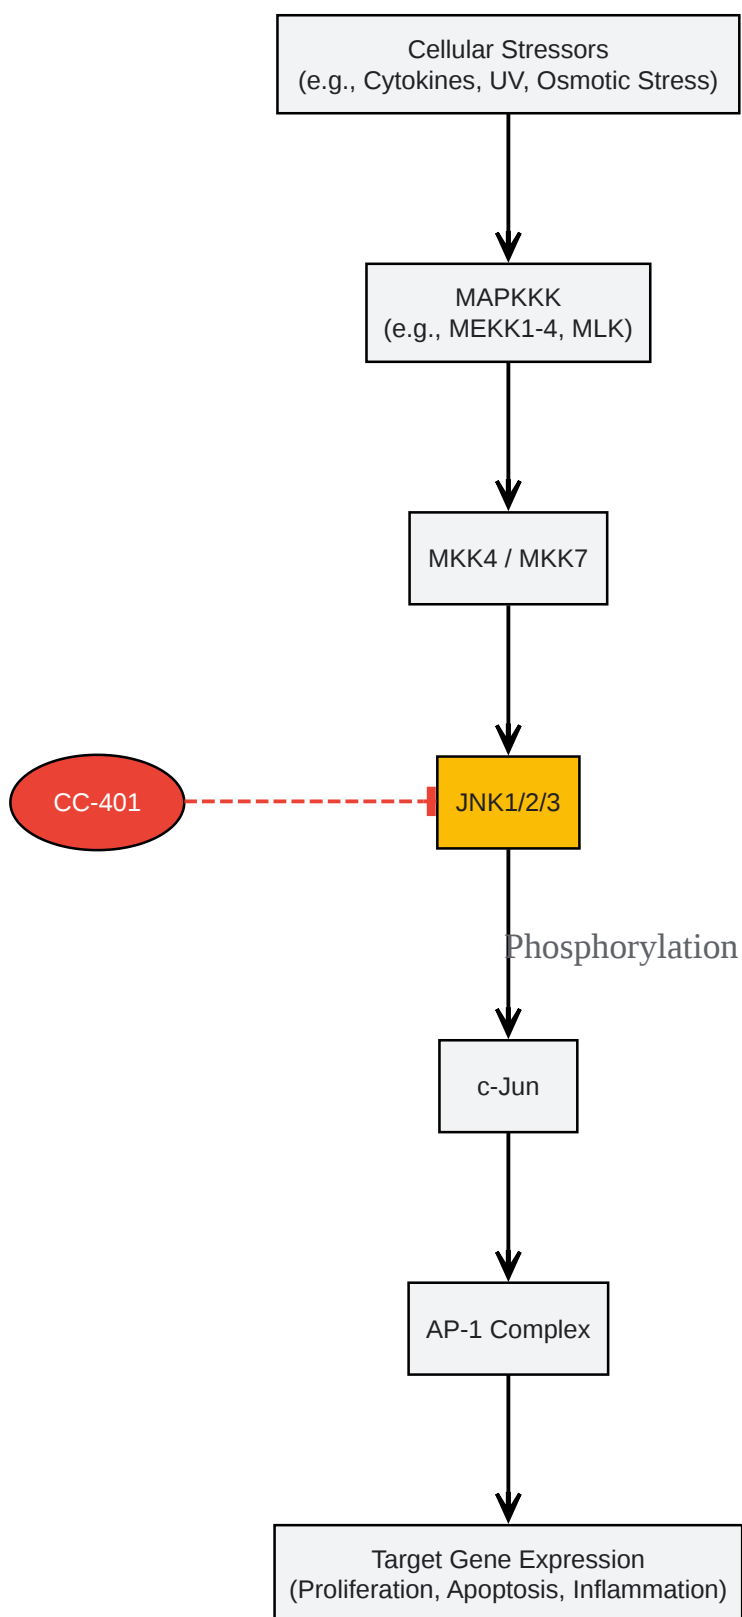 Cellular Stressors
(e.g., Cytokines, UV, Osmotic Stress)
MAPKKK
(e.g., MEKK1-4, MLK)
MKK4 / MKK7
CC-401
JNK1/2/3
Phosphorylation
c-Jun
AP-1 Complex
Target Gene Expression
(Proliferation, Apoptosis, Inflammation)